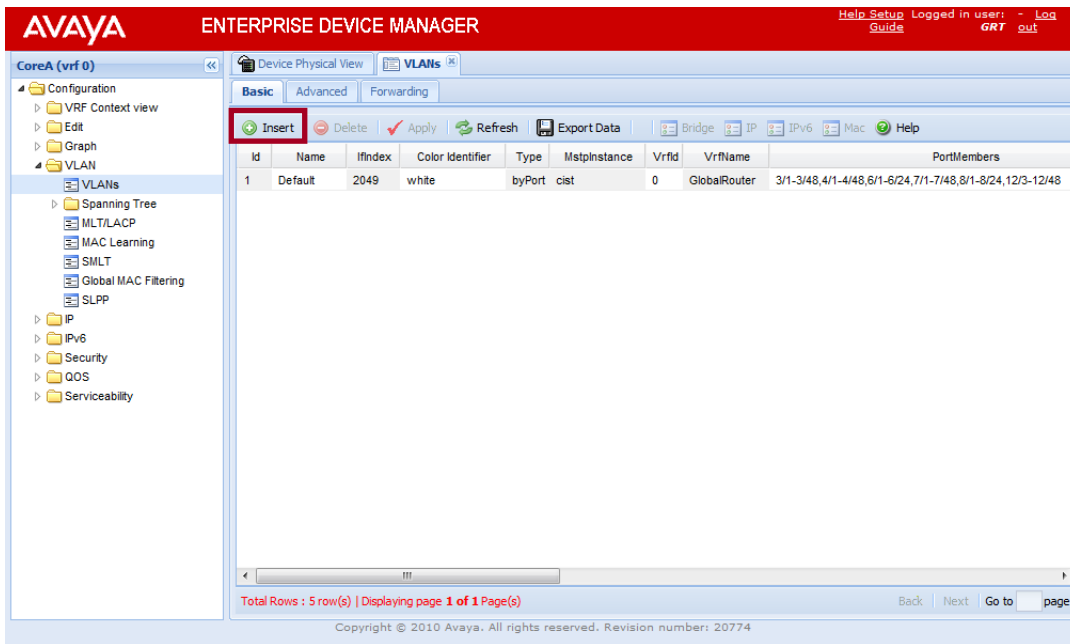 AVAYA ENTERPRISE DEVICE MANAGER
Help Setup Guide Logged in user: GRT - Log out
CoreA (vrf 0)
Configuration
VRF Context view
Edit
Graph
VLAN
VLANs
Spanning Tree
MLT/LACP
MAC Learning
SMLT
Global MAC Filtering
SLPP
IP
IPv6
Security
QOS
Serviceability
Device Physical View VLANs
Basic Advanced Forwarding
Insert Delete Apply Refresh Export Data Bridge IP IPv6 Mac Help
Id Name IfIndex Color Identifier Type MstpInstance VrfId VrfName PortMembers
1 Default 2049 white byPort cist 0 GlobalRouter 3/1-3/48,4/1-4/48,6/1-6/24,7/1-7/48,8/1-8/24,12/3-12/48
Total Rows : 5 row(s) | Displaying page 1 of 1 Page(s) Back Next Go to page
Copyright © 2010 Avaya. All rights reserved. Revision number: 20774